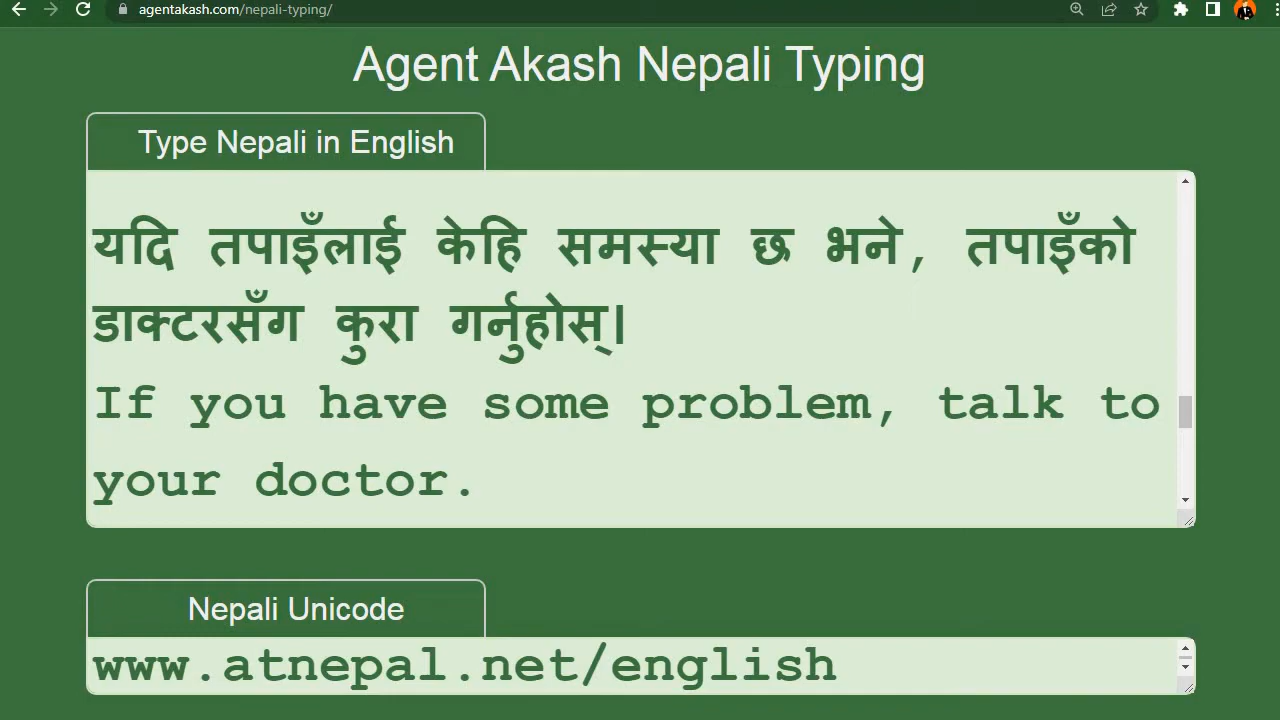 agentakash.com/nepali-typing/
Agent Akash Nepali Typing
Type Nepali in English
यदि तपाइँलाई केहि समस्या छ भने, तपाइँको
डाक्टरसँग कुरा गर्नुहोस्।
If you have some problem, talk to
your doctor.
Nepali Unicode
www.atnepal.net/english